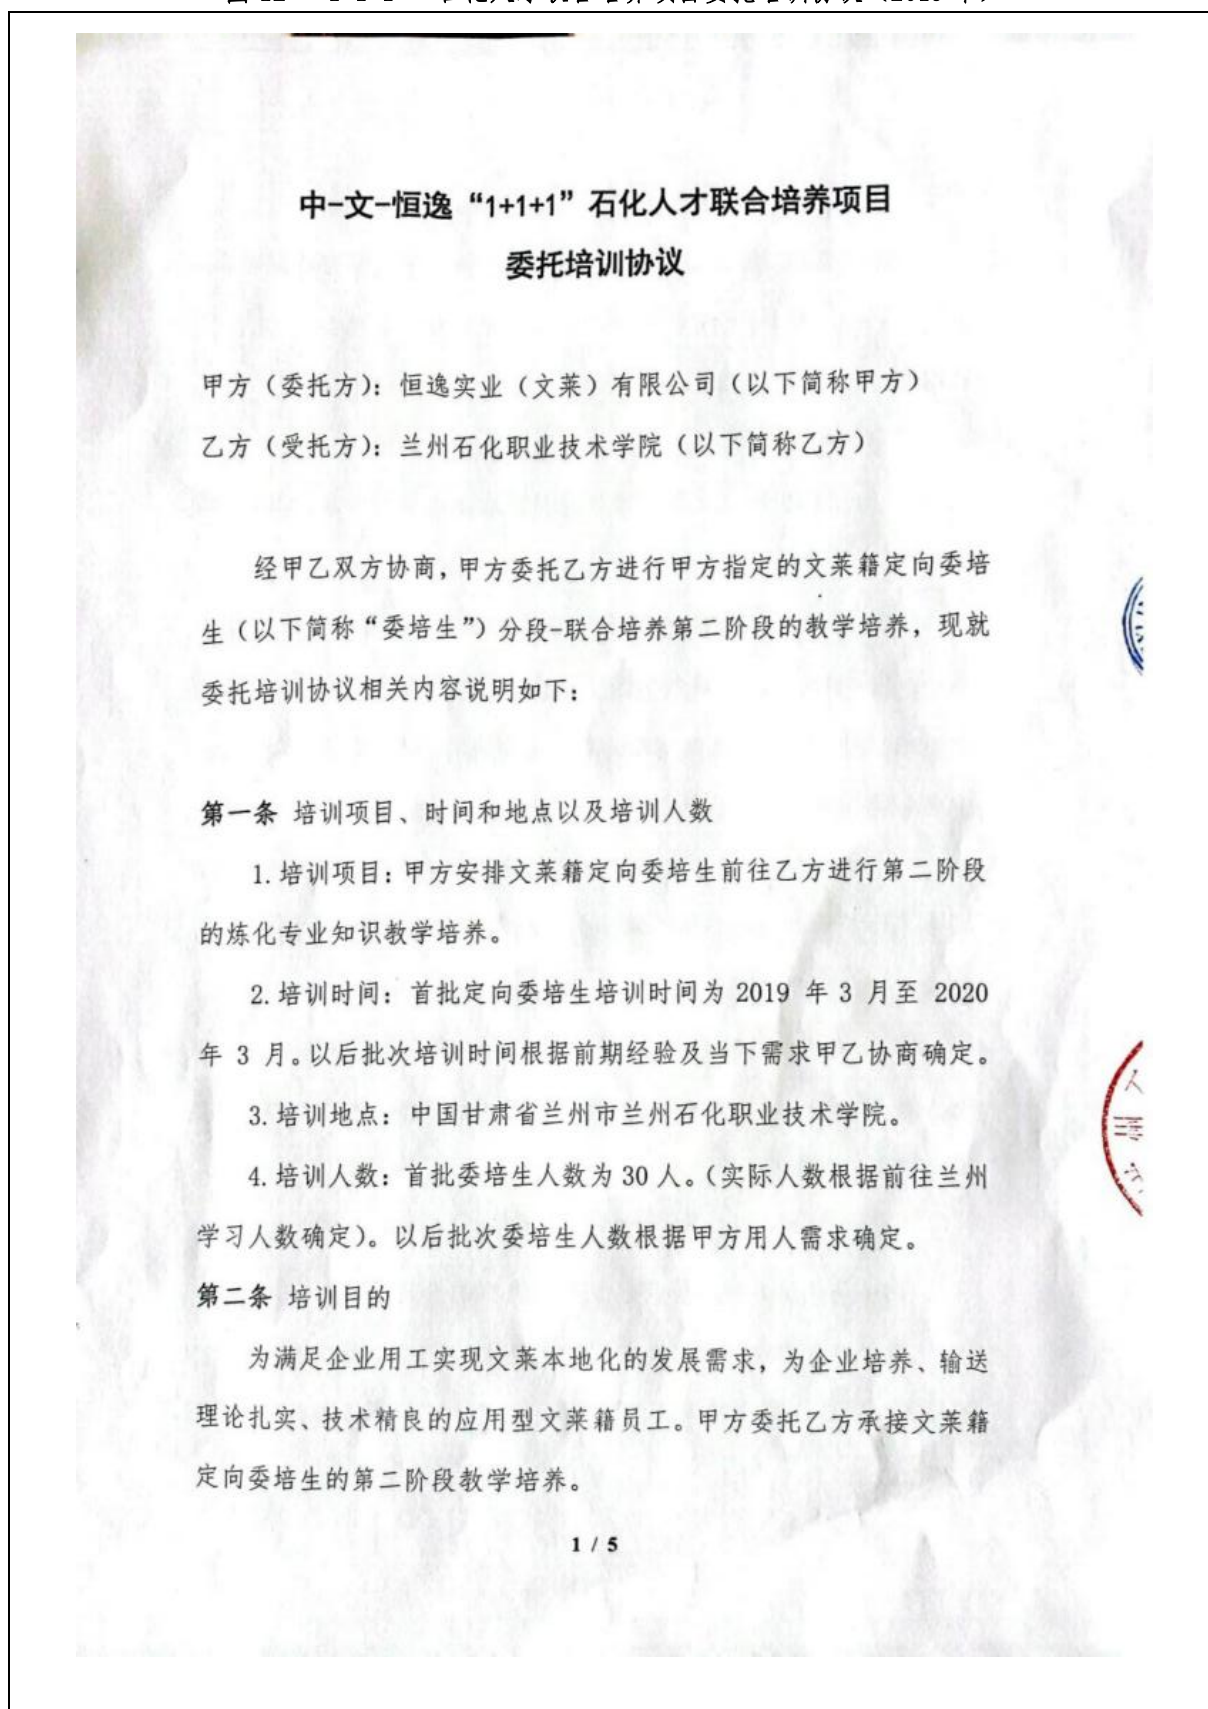 中-文-恒逸“1+1+1”石化人才联合培养项目
委托培训协议
甲方（委托方）：恒逸实业（文莱）有限公司（以下简称甲方）
乙方（受托方）：兰州石化职业技术学院（以下简称乙方）
经甲乙双方协商，甲方委托乙方进行甲方指定的文莱籍定向委培
生（以下简称“委培生”）分段-联合培养第二阶段的教学培养，现就
委托培训协议相关内容说明如下：
第一条 培训项目、时间和地点以及培训人数
1.培训项目：甲方安排文莱籍定向委培生前往乙方进行第二阶段
的炼化专业知识教学培养。
2.培训时间：首批定向委培生培训时间为 2019 年 3 月至 2020
年 3 月。以后批次培训时间根据前期经验及当下需求甲乙协商确定。
3.培训地点：中国甘肃省兰州市兰州石化职业技术学院。
4.培训人数：首批委培生人数为 30 人。（实际人数根据前往兰州
学习人数确定）。以后批次委培生人数根据甲方用人需求确定。
第二条 培训目的
为满足企业用工实现文莱本地化的发展需求，为企业培养、输送
理论扎实、技术精良的应用型文莱籍员工。甲方委托乙方承接文莱籍
定向委培生的第二阶段教学培养。
1 / 5